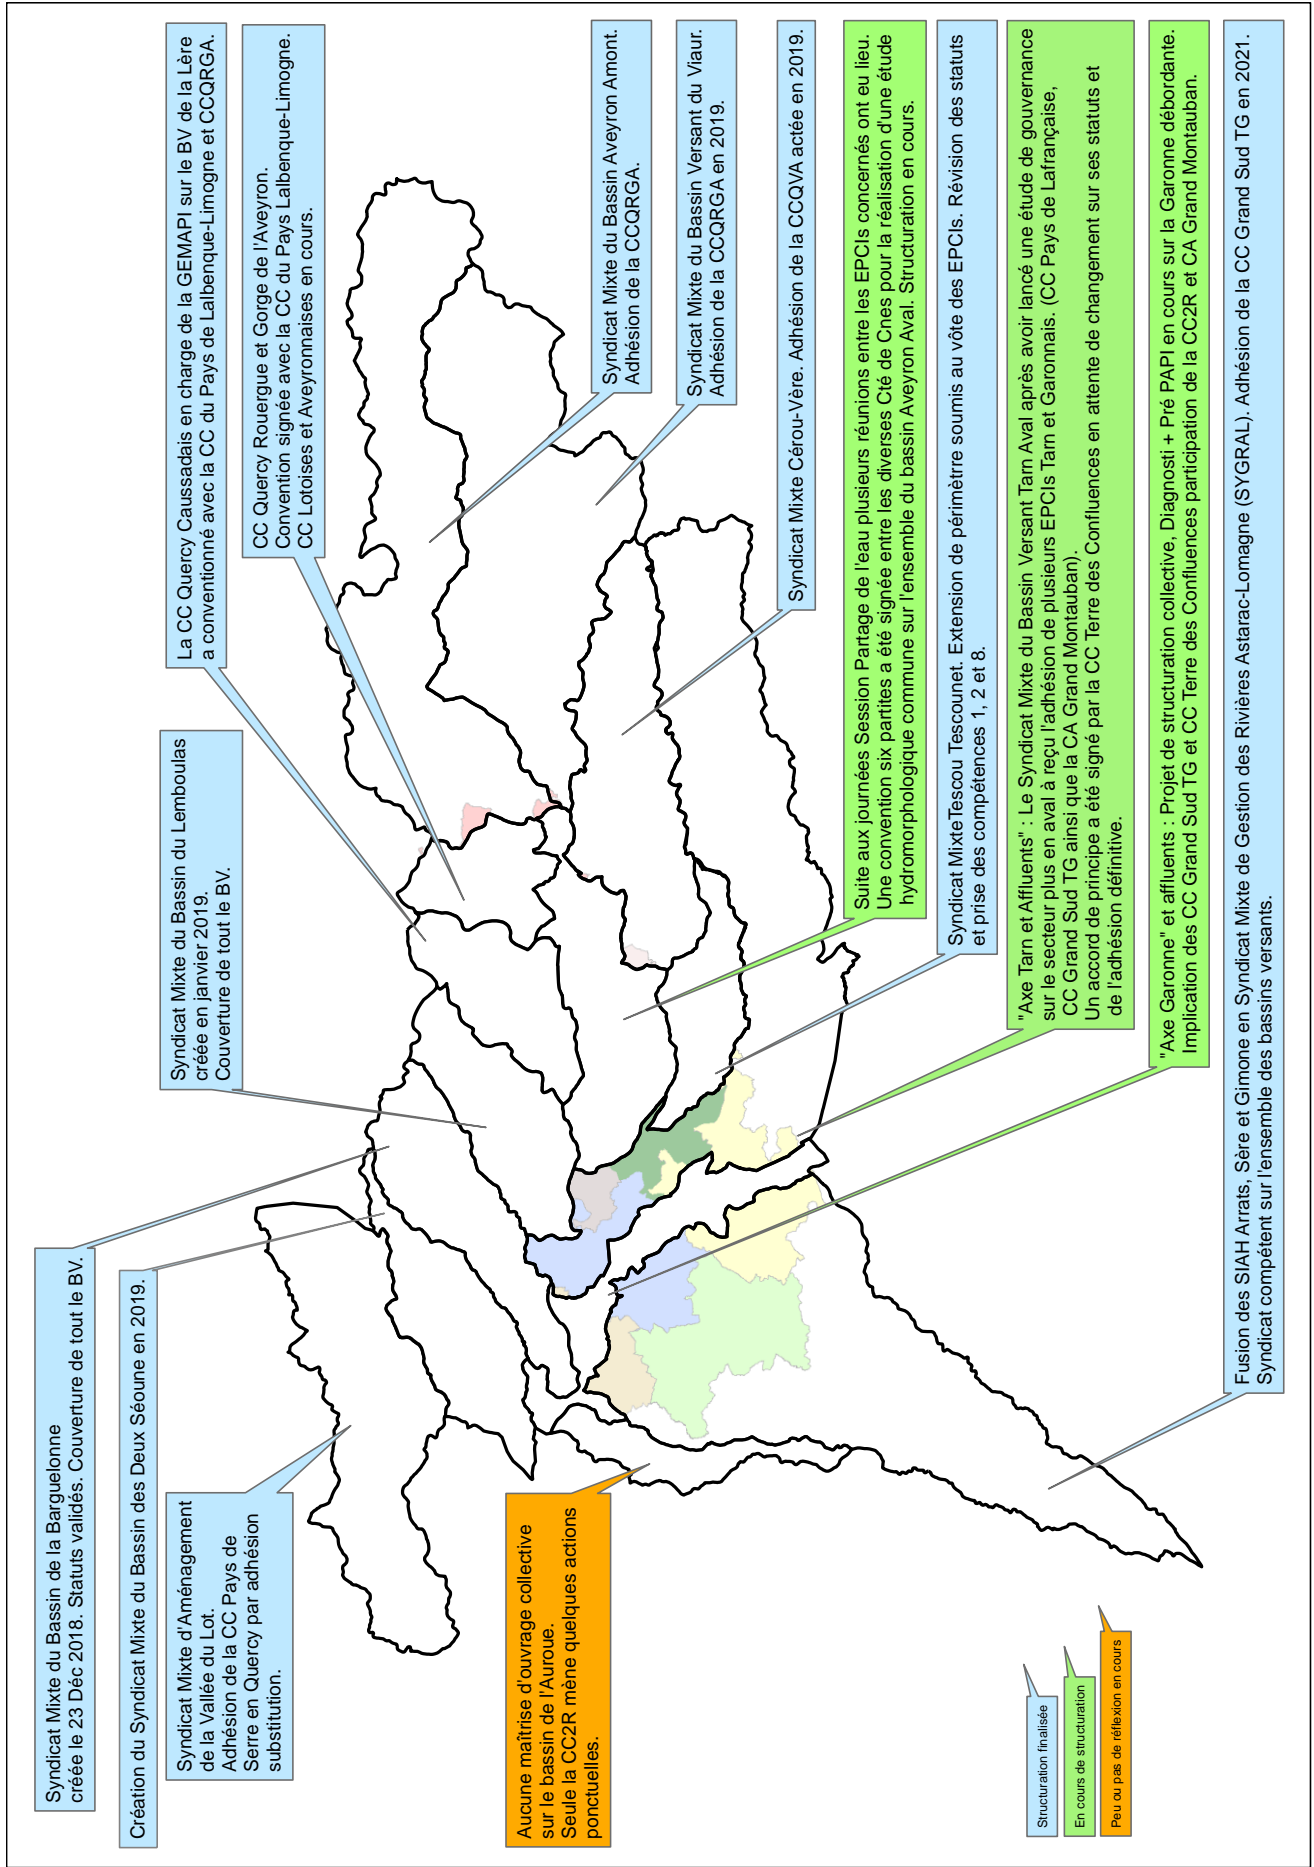 Syndicat Mixte du Bassin de la Barguelonne
créée le 23 Déc 2018. Statuts validés. Couverture de tout le BV.
Création du Syndicat Mixte du Bassin des Deux Séoune en 2019.
Syndicat Mixte d'Aménagement
de la Vallée du Lot.
Adhésion de la CC Pays de
Serre en Quercy par adhésion
substitution.
Syndicat Mixte du Bassin du Lemboulas
créée en janvier 2019.
Couverture de tout le BV.
La CC Quercy Caussadais en charge de la GEMAPI sur le BV de la Lère
a conventionné avec la CC du Pays de Lalbenque-Limogne et CCQRGA.
CC Quercy Rouergue et Gorge de l'Aveyron.
Convention signée avec la CC du Pays Lalbenque-Limogne.
CC Lotoises et Aveyronnaises en cours.
Syndicat Mixte du Bassin Aveyron Amont.
Adhésion de la CCQRGA.
Syndicat Mixte du Bassin Versant du Viaur.
Adhésion de la CCQRGA en 2019.
Syndicat Mixte Cérou-Vère. Adhésion de la CCQVA actée en 2019.
Suite aux journées Session Partage de l'eau plusieurs réunions entre les EPCIs concernés ont eu lieu.
Une convention six partites a été signée entre les diverses Cté de Cnes pour la réalisation d'une étude
hydromorphologique commune sur l'ensemble du bassin Aveyron Aval. Structuration en cours.
Syndicat MixteTescou Tescounet. Extension de périmètrre soumis au vôte des EPCIs. Révision des statuts
et prise des compétences 1, 2 et 8.
"Axe Tarn et Affluents" : Le Syndicat Mixte du Bassin Versant Tarn Aval après avoir lancé une étude de gouvernance
sur le secteur plus en aval à reçu l'adhésion de plusieurs EPCIs Tarn et Garonnais. (CC Pays de Lafrançaise,
CC Grand Sud TG ainsi que la CA Grand Montauban).
Un accord de principe a été signé par la CC Terre des Confluences en attente de changement sur ses statuts et
de l'adhésion définitive.
"Axe Garonne" et affluents : Projet de structuration collective, Diagnosti + Pré PAPI en cours sur la Garonne débordante.
Implication des CC Grand Sud TG et CC Terre des Confluences participation de la CC2R et CA Grand Montauban.
Fusion des SIAH Arrats, Sère et Gimone en Syndicat Mixte de Gestion des Rivières Astarac-Lomagne (SYGRAL). Adhésion de la CC Grand Sud TG en 2021.
Syndicat compétent sur l'ensemble des bassins versants.
Aucune maîtrise d'ouvrage collective
sur le bassin de l'Auroue.
Seule la CC2R mène quelques actions
ponctuelles.
Structuration finalisée
En cours de structuration
Peu ou pas de réflexion en cours